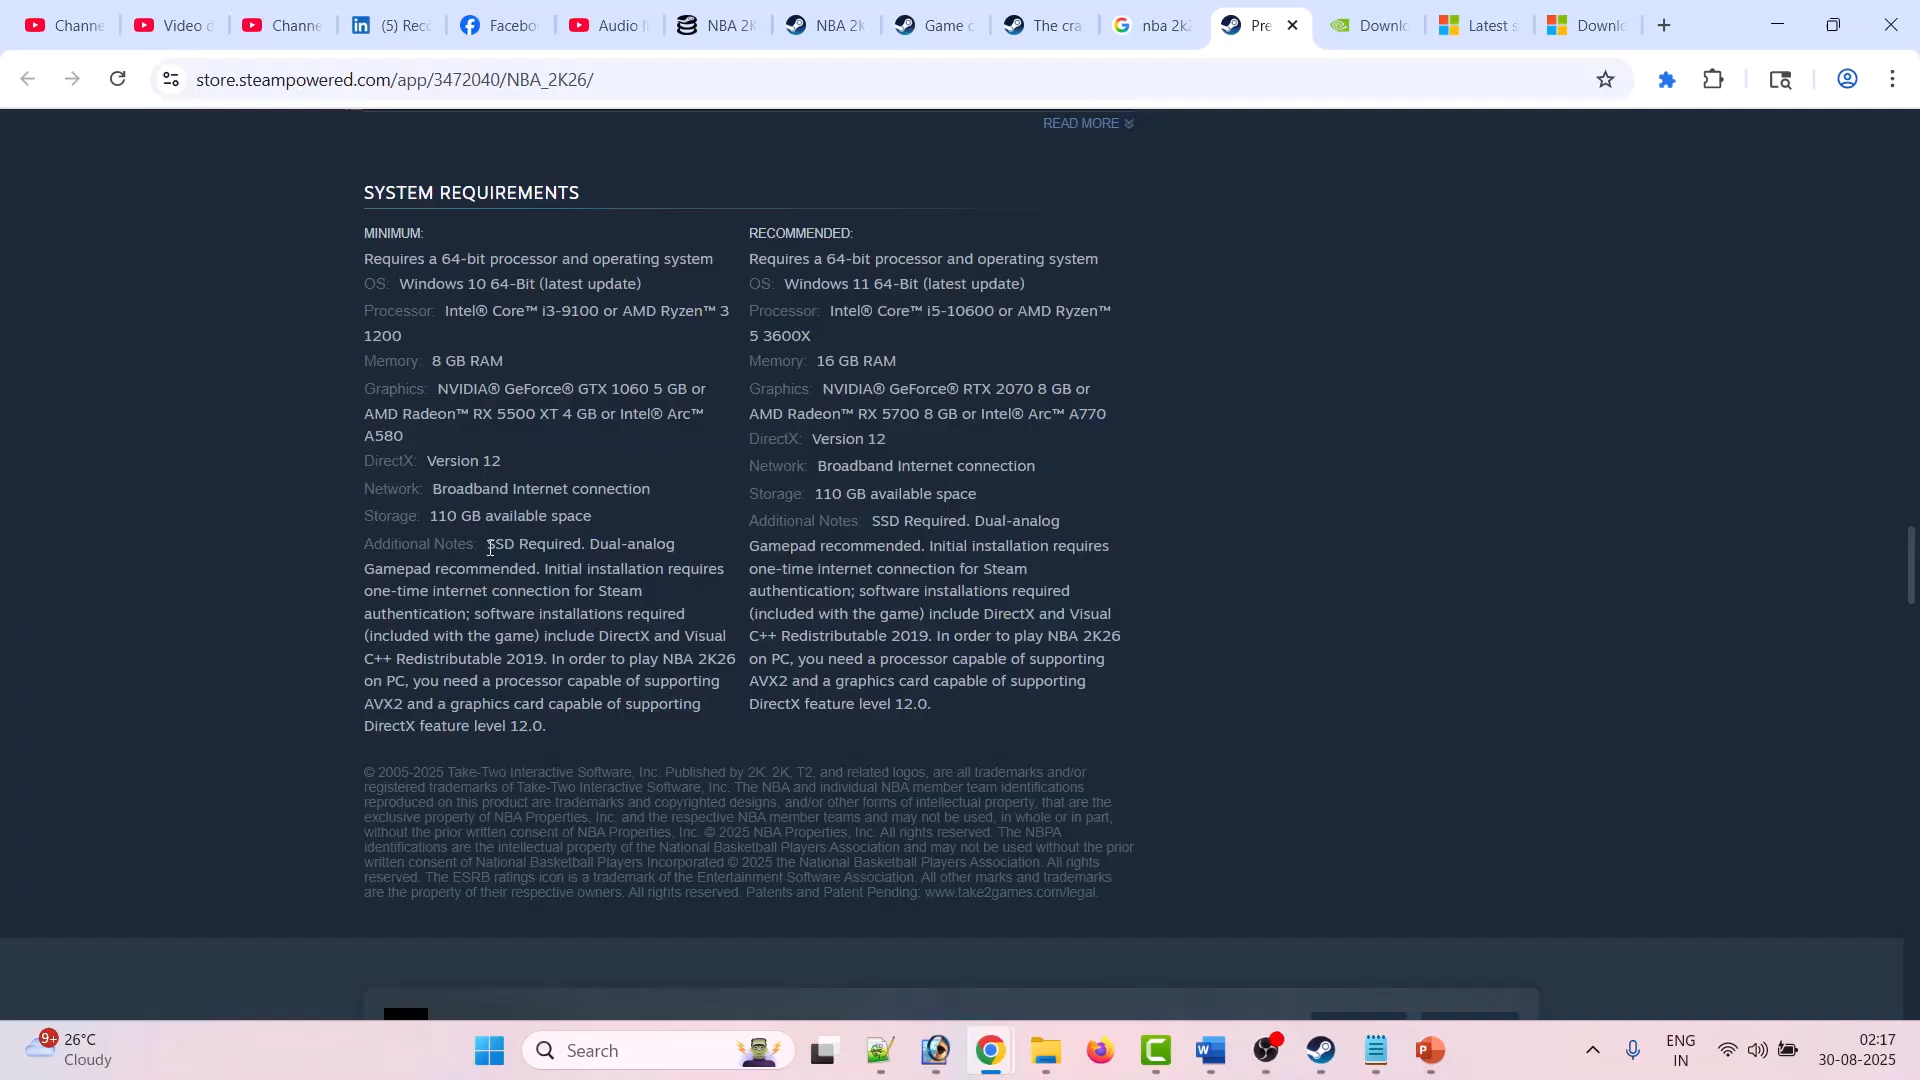 Channe
Video c
Channe
(5) Rec
Facebo
Audio I
NBA 2K
NBA 2K
Game c
The cra
nba 2k2
Pre
Downlo
Latest s
Downlo
store.steampowered.com/app/3472040/NBA_2K26/
READ MORE
SYSTEM REQUIREMENTS
MINIMUM:
Requires a 64-bit processor and operating system
OS: Windows 10 64-Bit (latest update)
Processor: Intel® Core™ i3-9100 or AMD Ryzen™ 3
1200
Memory: 8 GB RAM
Graphics: NVIDIA® GeForce® GTX 1060 5 GB or
AMD Radeon™ RX 5500 XT 4 GB or Intel® Arc™
A580
DirectX: Version 12
Network: Broadband Internet connection
Storage: 110 GB available space
Additional Notes: SSD Required. Dual-analog
Gamepad recommended. Initial installation requires
one-time internet connection for Steam
authentication; software installations required
(included with the game) include DirectX and Visual
C++ Redistributable 2019. In order to play NBA 2K26
on PC, you need a processor capable of supporting
AVX2 and a graphics card capable of supporting
DirectX feature level 12.0.
RECOMMENDED:
Requires a 64-bit processor and operating system
OS: Windows 11 64-Bit (latest update)
Processor: Intel® Core™ i5-10600 or AMD Ryzen™
5 3600X
Memory: 16 GB RAM
Graphics: NVIDIA® GeForce® RTX 2070 8 GB or
AMD Radeon™ RX 5700 8 GB or Intel® Arc™ A770
DirectX: Version 12
Network: Broadband Internet connection
Storage: 110 GB available space
Additional Notes: SSD Required. Dual-analog
Gamepad recommended. Initial installation requires
one-time internet connection for Steam
authentication; software installations required
(included with the game) include DirectX and Visual
C++ Redistributable 2019. In order to play NBA 2K26
on PC, you need a processor capable of supporting
AVX2 and a graphics card capable of supporting
DirectX feature level 12.0.
© 2005-2025 Take-Two Interactive Software, Inc. Published by 2K. 2K, T2, and related logos, are all trademarks and/or
registered trademarks of Take-Two Interactive Software, Inc. The NBA and individual NBA member team identifications
reproduced on this product are trademarks and copyrighted designs, and/or other forms of intellectual property, that are the
exclusive property of NBA Properties, Inc. and the respective NBA member teams and may not be used, in whole or in part,
without the prior written consent of NBA Properties, Inc. © 2025 NBA Properties, Inc. All rights reserved. The NBPA
identifications are the intellectual property of the National Basketball Players Association and may not be used without the prior
written consent of National Basketball Players Incorporated © 2025 the National Basketball Players Association. All rights
reserved. The ESRB ratings icon is a trademark of the Entertainment Software Association. All other marks and trademarks
are the property of their respective owners. All rights reserved. Patents and Patent Pending: www.take2games.com/legal.
9+
26°C
Cloudy
Search
ENG
IN
02:17
30-08-2025